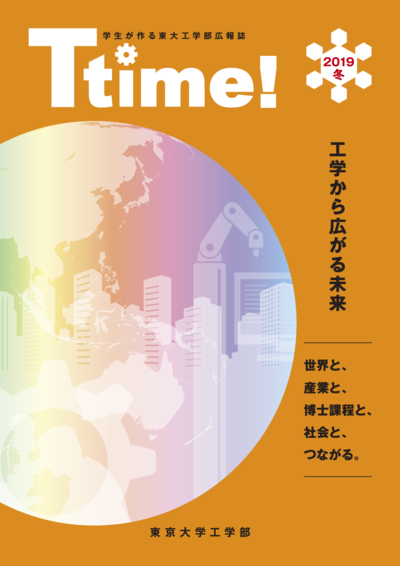 学生が作る東大工学部広報誌
Ttime!
2019
冬
工学から広がる未来
世界と、
産業と、
博士課程と、
社会と、
つながる。
東京大学工学部